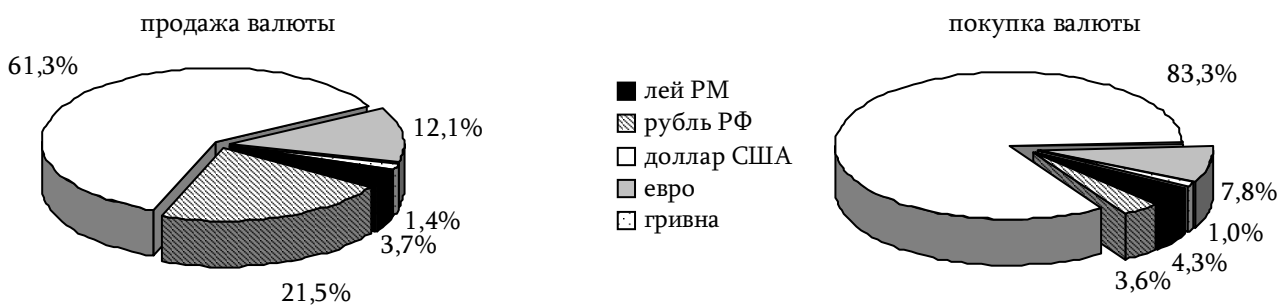 продажа валюты
61,3%
12,1%
1,4%
3,7%
21,5%
лей РМ
рубль РФ
доллар США
евро
гривна
покупка валюты
83,3%
7,8%
1,0%
4,3%
3,6%